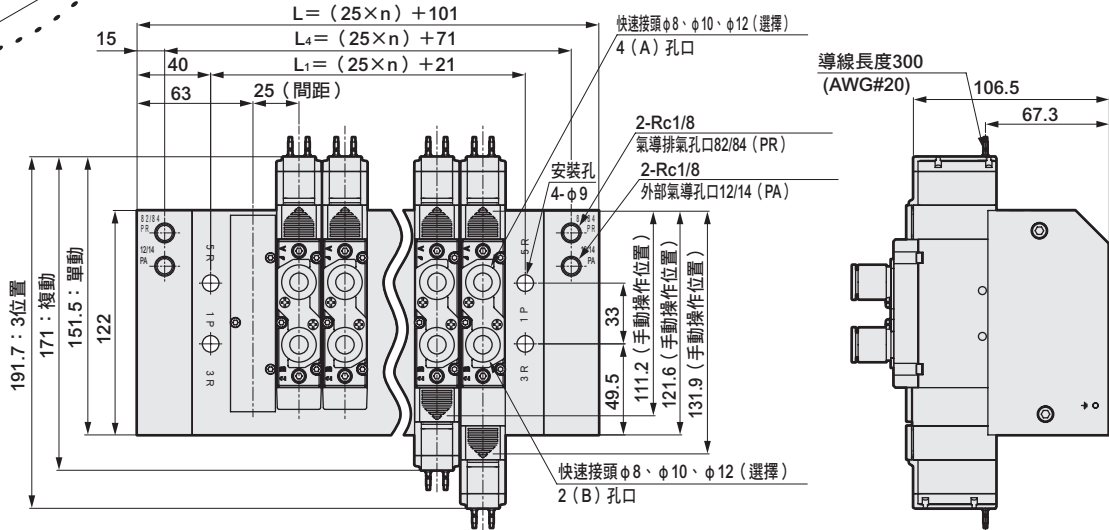 L=（25×n）+101
L4=（25×n）+71
L1=（25×n）+21
15
40
63
25（間距）
快速接頭φ8、φ10、φ12（選擇）
4（A）孔口
導線長度300
(AWG#20)
106.5
67.3
2-Rc1/8
氣導排氣孔口82/84（PR）
2-Rc1/8
外部氣導孔口12/14（PA）
安裝孔
4-φ9
82/84
PR
12/14
PA
5R
1P
3R
A
A
A
A
5R
1P
3R
PR
PA
191.7：3位置
171：複動
151.5：單動
122
33
49.5
111.2（手動操作位置）
121.6（手動操作位置）
131.9（手動操作位置）
快速接頭φ8、φ10、φ12（選擇）
2（B）孔口